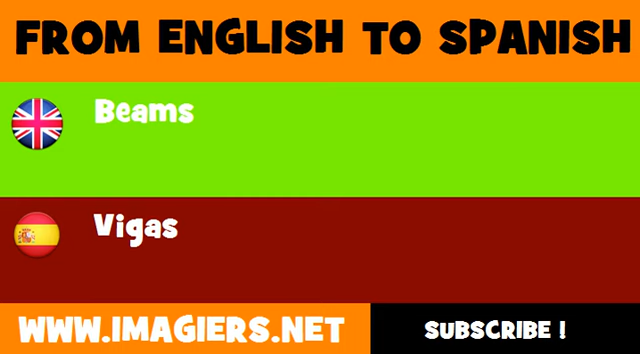 FROM ENGLISH TO SPANISH
Beams
Vigas
WWW.IMAGIERS.NET
SUBSCRIBE !